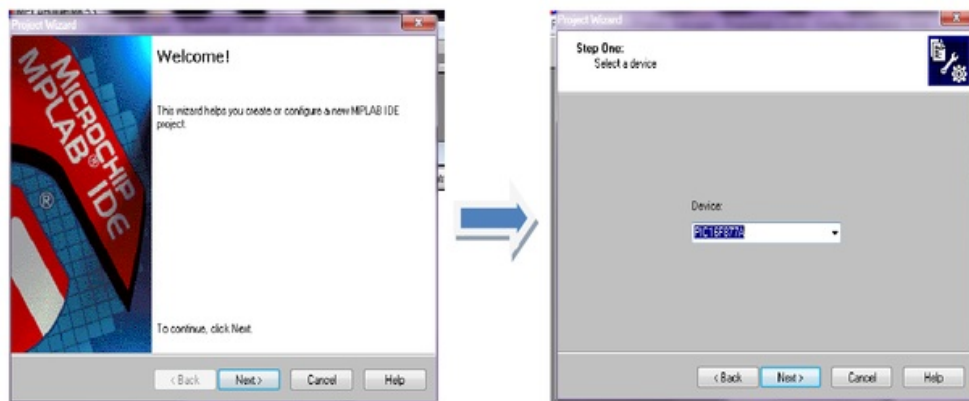 Project Wizard
MICROCHIP
MPLAB® IDE
®
Welcome!
This wizard helps you create or configure a new MPLAB IDE
project.
To continue, click Next.
< Back
Next >
Cancel
Help
Project Wizard
Step One:
Select a device
Device:
PIC16F877A
< Back
Next >
Cancel
Help